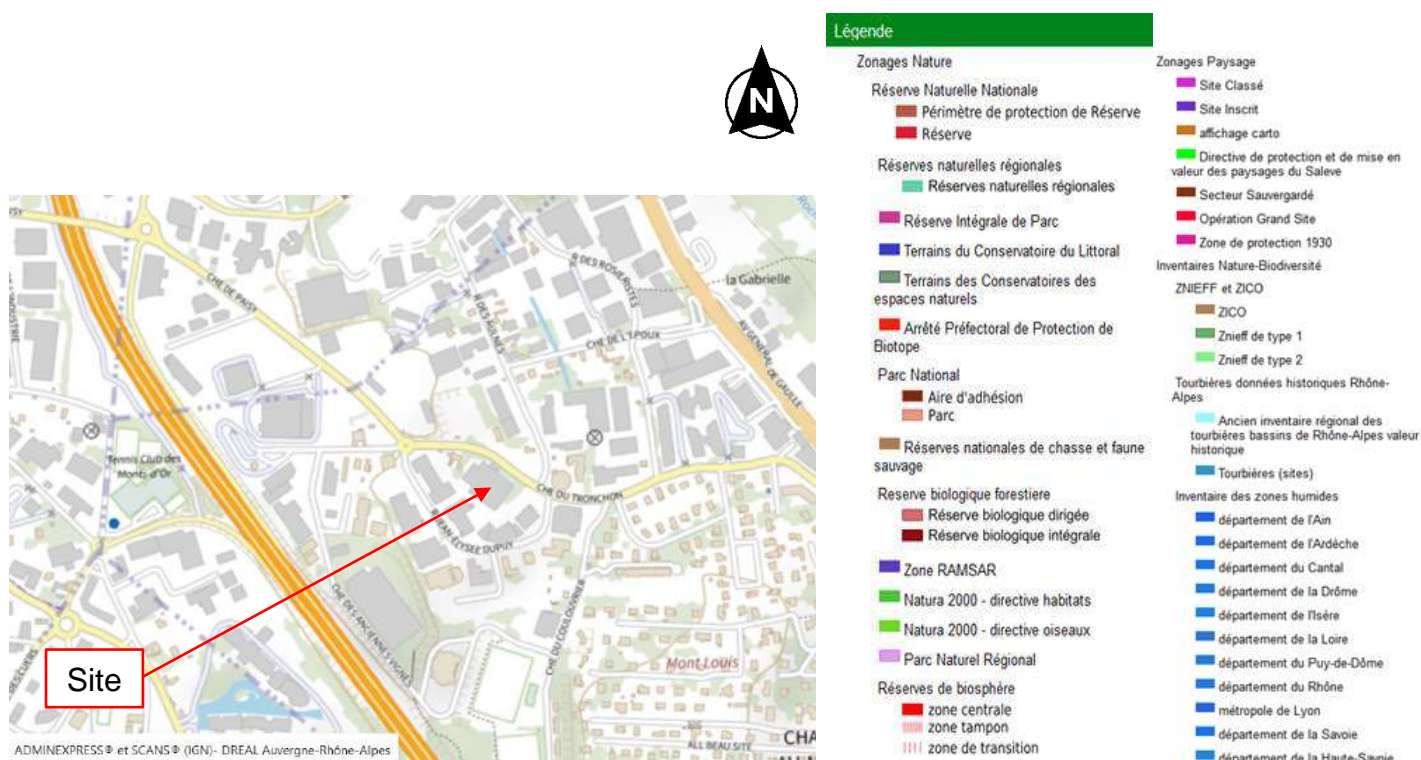 N
PAISY
CHE DE PAISY
R DES ROSIERISTES
la Gabrielle
R DES AULNES
CHE DE L'EPOUX
AV GENERAL DE GAULLE
Tennis Club des
Monts-d'Or
CHE DU TRONCHON
R JEAN-ELYSEE DUPUY
CHE DES ANCIENNES VIGNES
CHE DU COULOUVRIER
Mont Louis
ALL BEAU SITE
CHA
Site
ADMINEXPRESS® et SCANS® (IGN)- DREAL Auvergne-Rhône-Alpes
Légende
Zonages Nature
Réserve Naturelle Nationale
Périmètre de protection de Réserve
Réserve
Réserves naturelles régionales
Réserves naturelles régionales
Réserve Intégrale de Parc
Terrains du Conservatoire du Littoral
Terrains des Conservatoires des
espaces naturels
Arrêté Préfectoral de Protection de
Biotope
Parc National
Aire d'adhésion
Parc
Réserves nationales de chasse et faune
sauvage
Reserve biologique forestiere
Réserve biologique dirigée
Réserve biologique intégrale
Zone RAMSAR
Natura 2000 - directive habitats
Natura 2000 - directive oiseaux
Parc Naturel Régional
Réserves de biosphère
zone centrale
zone tampon
zone de transition
Zonages Paysage
Site Classé
Site Inscrit
affichage carto
Directive de protection et de mise en
valeur des paysages du Saleve
Secteur Sauvergardé
Opération Grand Site
Zone de protection 1930
Inventaires Nature-Biodiversité
ZNIEFF et ZICO
ZICO
Znieff de type 1
Znieff de type 2
Tourbières données historiques Rhône-
Alpes
Ancien inventaire régional des
tourbières bassins de Rhône-Alpes valeur
historique
Tourbières (sites)
Inventaire des zones humides
département de l'Ain
département de l'Ardèche
département du Cantal
département de la Drôme
département de l'Isère
département de la Loire
département du Puy-de-Dôme
département du Rhône
métropole de Lyon
département de la Savoie
département de la Haute-Savoie